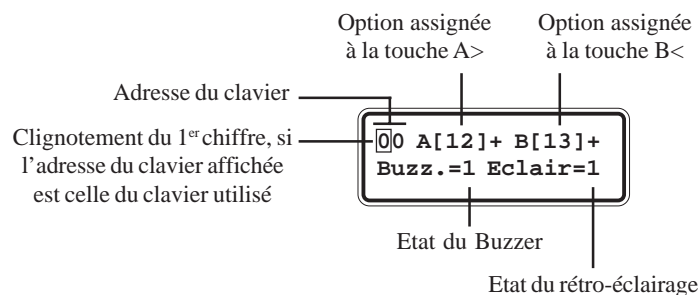 Option assignée
à la touche A>
Option assignée
à la touche B<
Adresse du clavier
Clignotement du 1er chiffre, si
l'adresse du clavier affichée
est celle du clavier utilisé
00 A[12]+ B[13]+
Buzz.=1 Eclair=1
Etat du Buzzer
Etat du rétro-éclairage